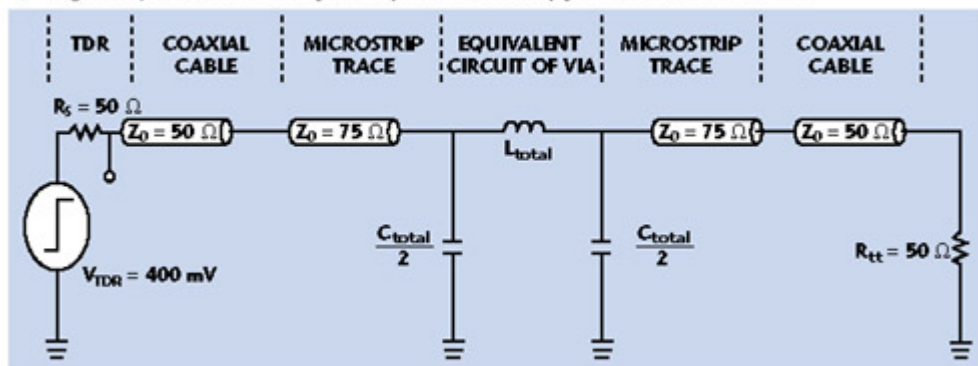 TDR
COAXIAL CABLE
MICROSTRIP TRACE
EQUIVALENT CIRCUIT OF VIA
MICROSTRIP TRACE
COAXIAL CABLE
Rs = 50 Ω
Z0 = 50 Ω
Z0 = 75 Ω
Ltotal
Z0 = 75 Ω
Z0 = 50 Ω
Ctotal
2
Ctotal
2
Rtt = 50 Ω
VTDR = 400 mV